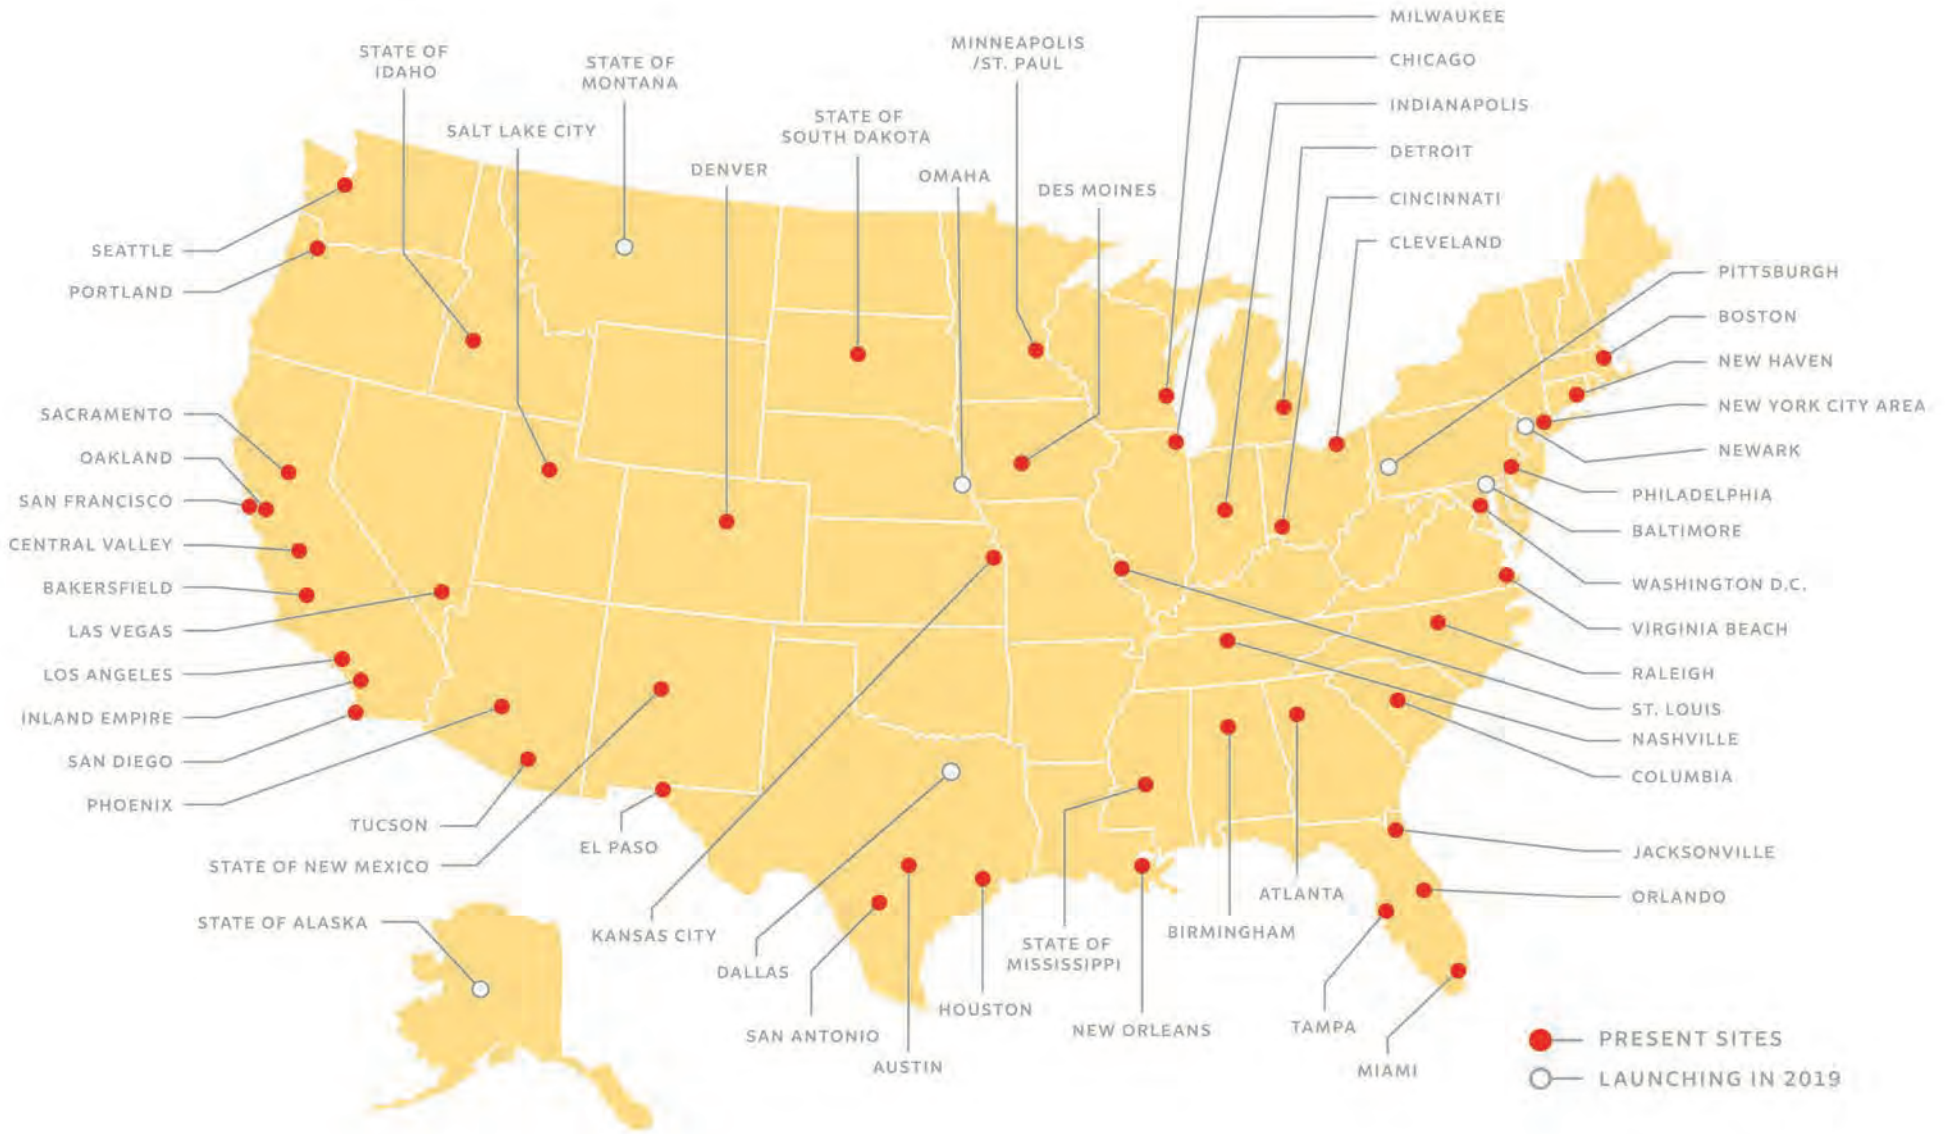 MILWAUKEE
STATE OF
IDAHO
STATE OF
MONTANA
MINNEAPOLIS
/ST. PAUL
CHICAGO
INDIANAPOLIS
SALT LAKE CITY
STATE OF
SOUTH DAKOTA
DETROIT
DENVER
OMAHA
DES MOINES
CINCINNATI
CLEVELAND
SEATTLE
PORTLAND
PITTSBURGH
BOSTON
NEW HAVEN
NEW YORK CITY AREA
NEWARK
SACRAMENTO
OAKLAND
SAN FRANCISCO
CENTRAL VALLEY
BAKERSFIELD
LAS VEGAS
LOS ANGELES
INLAND EMPIRE
SAN DIEGO
PHOENIX
PHILADELPHIA
BALTIMORE
WASHINGTON D.C.
VIRGINIA BEACH
RALEIGH
ST. LOUIS
NASHVILLE
COLUMBIA
TUCSON
STATE OF NEW MEXICO
EL PASO
JACKSONVILLE
ORLANDO
STATE OF ALASKA
KANSAS CITY
DALLAS
SAN ANTONIO
AUSTIN
HOUSTON
STATE OF
MISSISSIPPI
NEW ORLEANS
BIRMINGHAM
ATLANTA
TAMPA
MIAMI
PRESENT SITES
LAUNCHING IN 2019